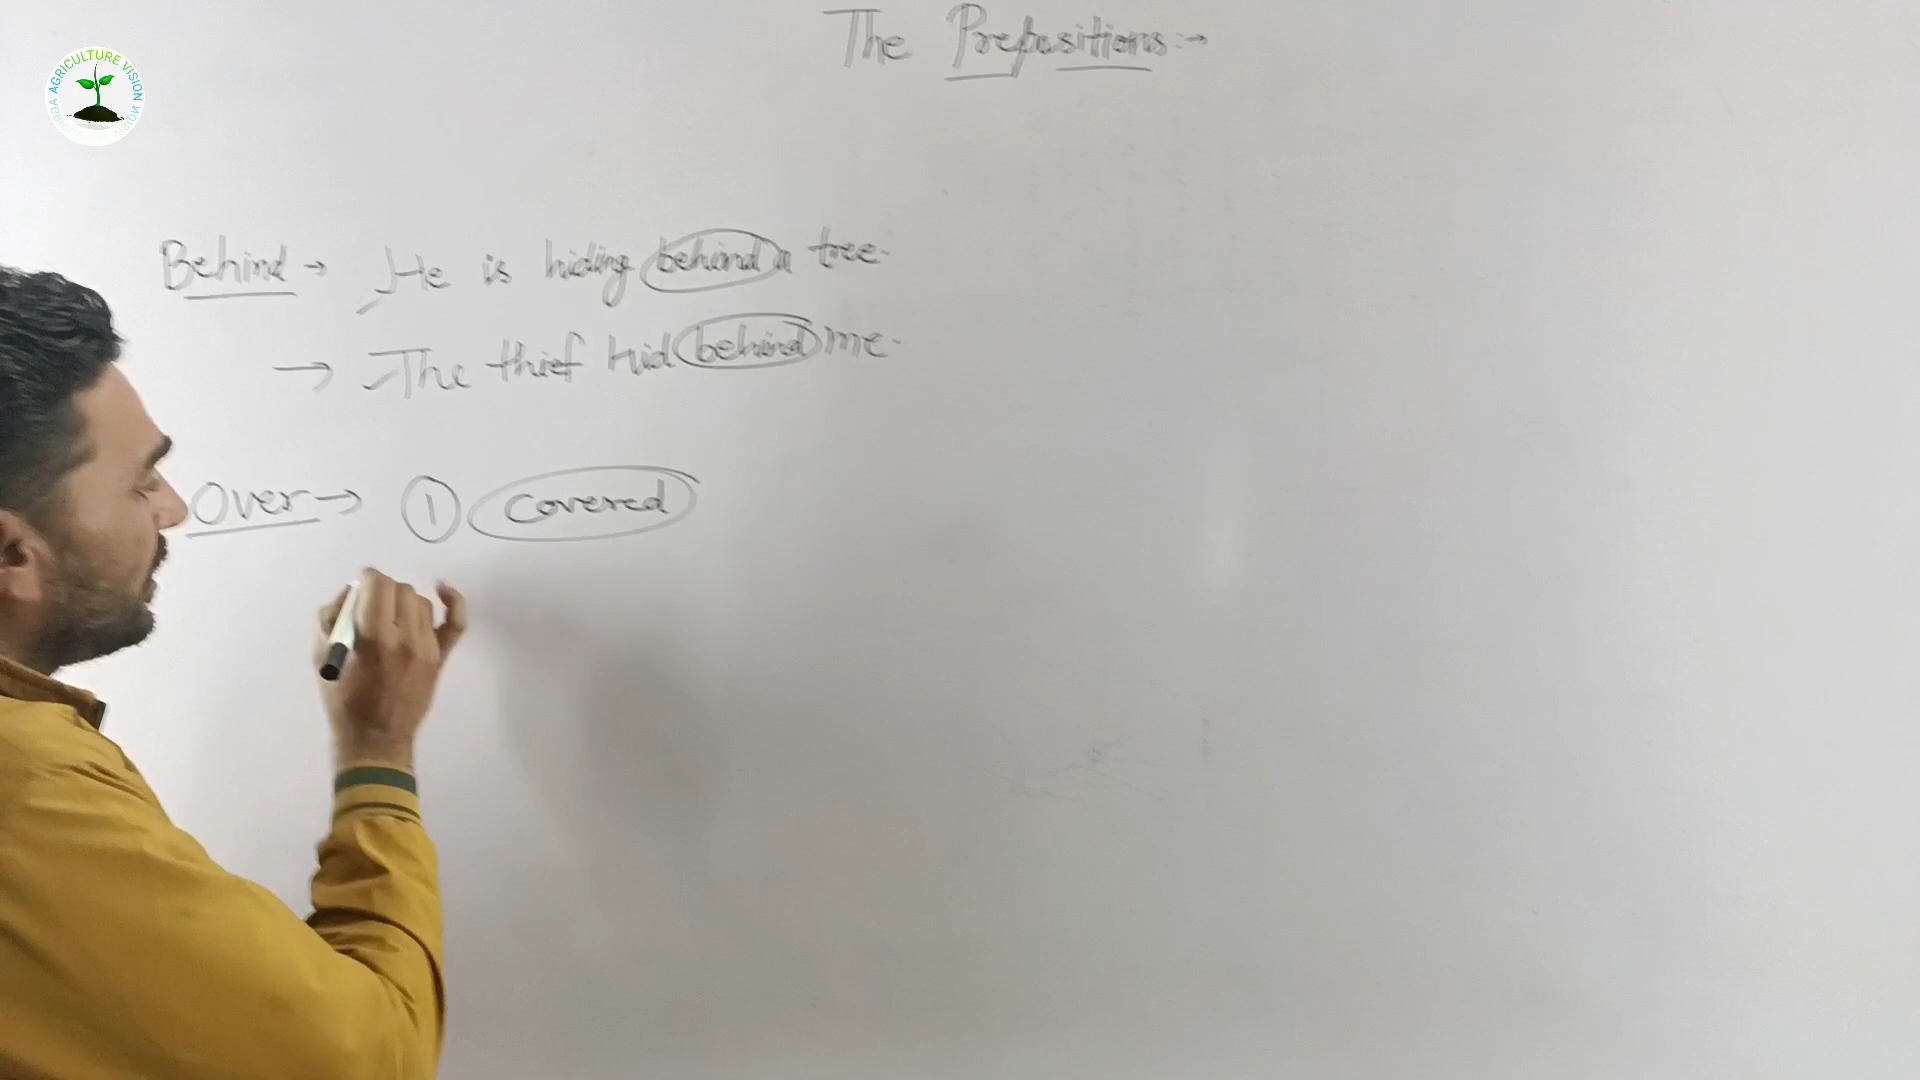 The Prepositions :→
AGRICULTURE VISION
Behind → He is hiding behind a tree.
→ The thief hid behind me.
Over → ① covered